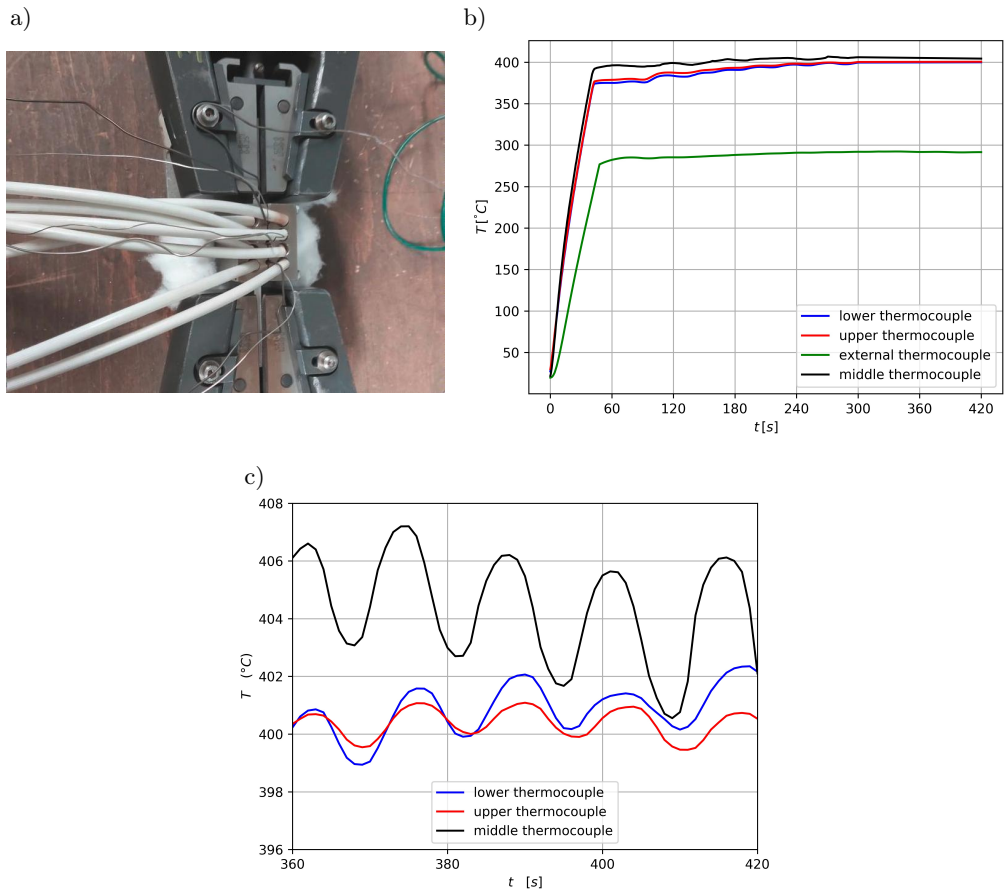 a)
b)
400
350
300
250
200
150
100
50
T [°C]
0 60 120 180 240 300 360 420
t [s]
lower thermocouple
upper thermocouple
external thermocouple
middle thermocouple
c)
408
406
404
402
400
398
396
T (°C)
360 380 400 420
t [s]
lower thermocouple
upper thermocouple
middle thermocouple